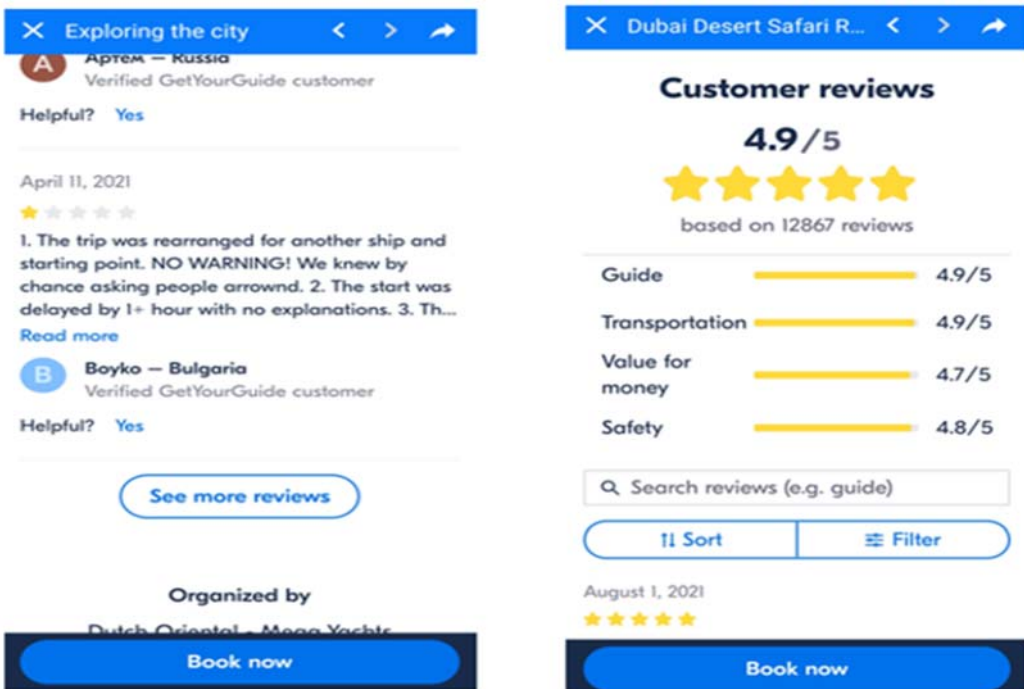 Exploring the city
A
Артем — Russia
Verified GetYourGuide customer
Helpful? Yes
April 11, 2021
1. The trip was rearranged for another ship and
starting point. NO WARNING! We knew by
chance asking people arrownd. 2. The start was
delayed by 1+ hour with no explanations. 3. Th...
Read more
B
Boyko — Bulgaria
Verified GetYourGuide customer
Helpful? Yes
See more reviews
Organized by
Dutch Oriental - Mega Yachts
Book now
Dubai Desert Safari R...
Customer reviews
4.9/5
based on 12867 reviews
Guide 4.9/5
Transportation 4.9/5
Value for
money 4.7/5
Safety 4.8/5
Search reviews (e.g. guide)
Sort Filter
August 1, 2021
Book now